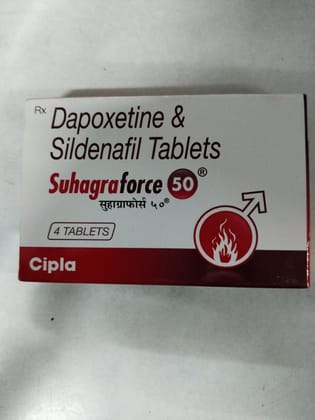 Rx Dapoxetine &
Sildenafil Tablets
Suhagraforce 50®
सुहाग्राफोर्स ५०®
4 TABLETS
Cipla